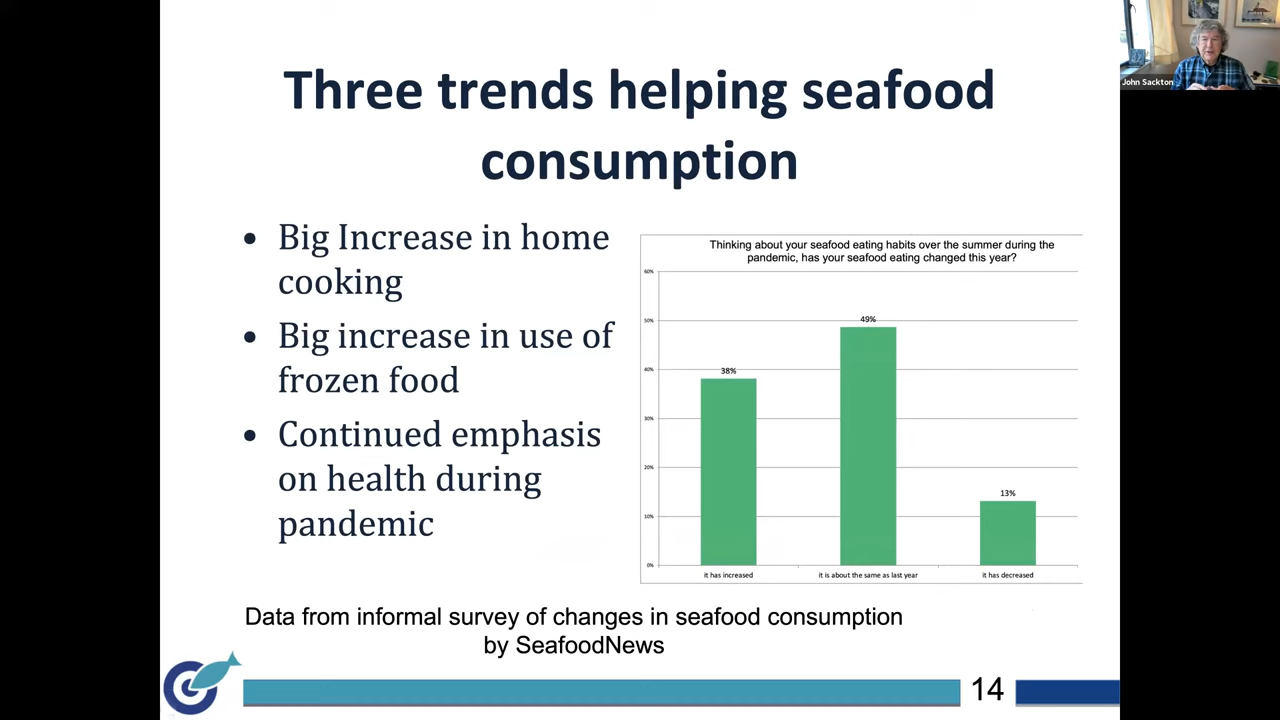 Three trends helping seafood
consumption
• Big Increase in home
cooking
• Big increase in use of
frozen food
• Continued emphasis
on health during
pandemic
Thinking about your seafood eating habits over the summer during the
pandemic, has your seafood eating changed this year?
60%
50%
40%
30%
20%
10%
0%
38%
49%
13%
it has increased
it is about the same as last year
it has decreased
Data from informal survey of changes in seafood consumption
by SeafoodNews
14
John Sackton